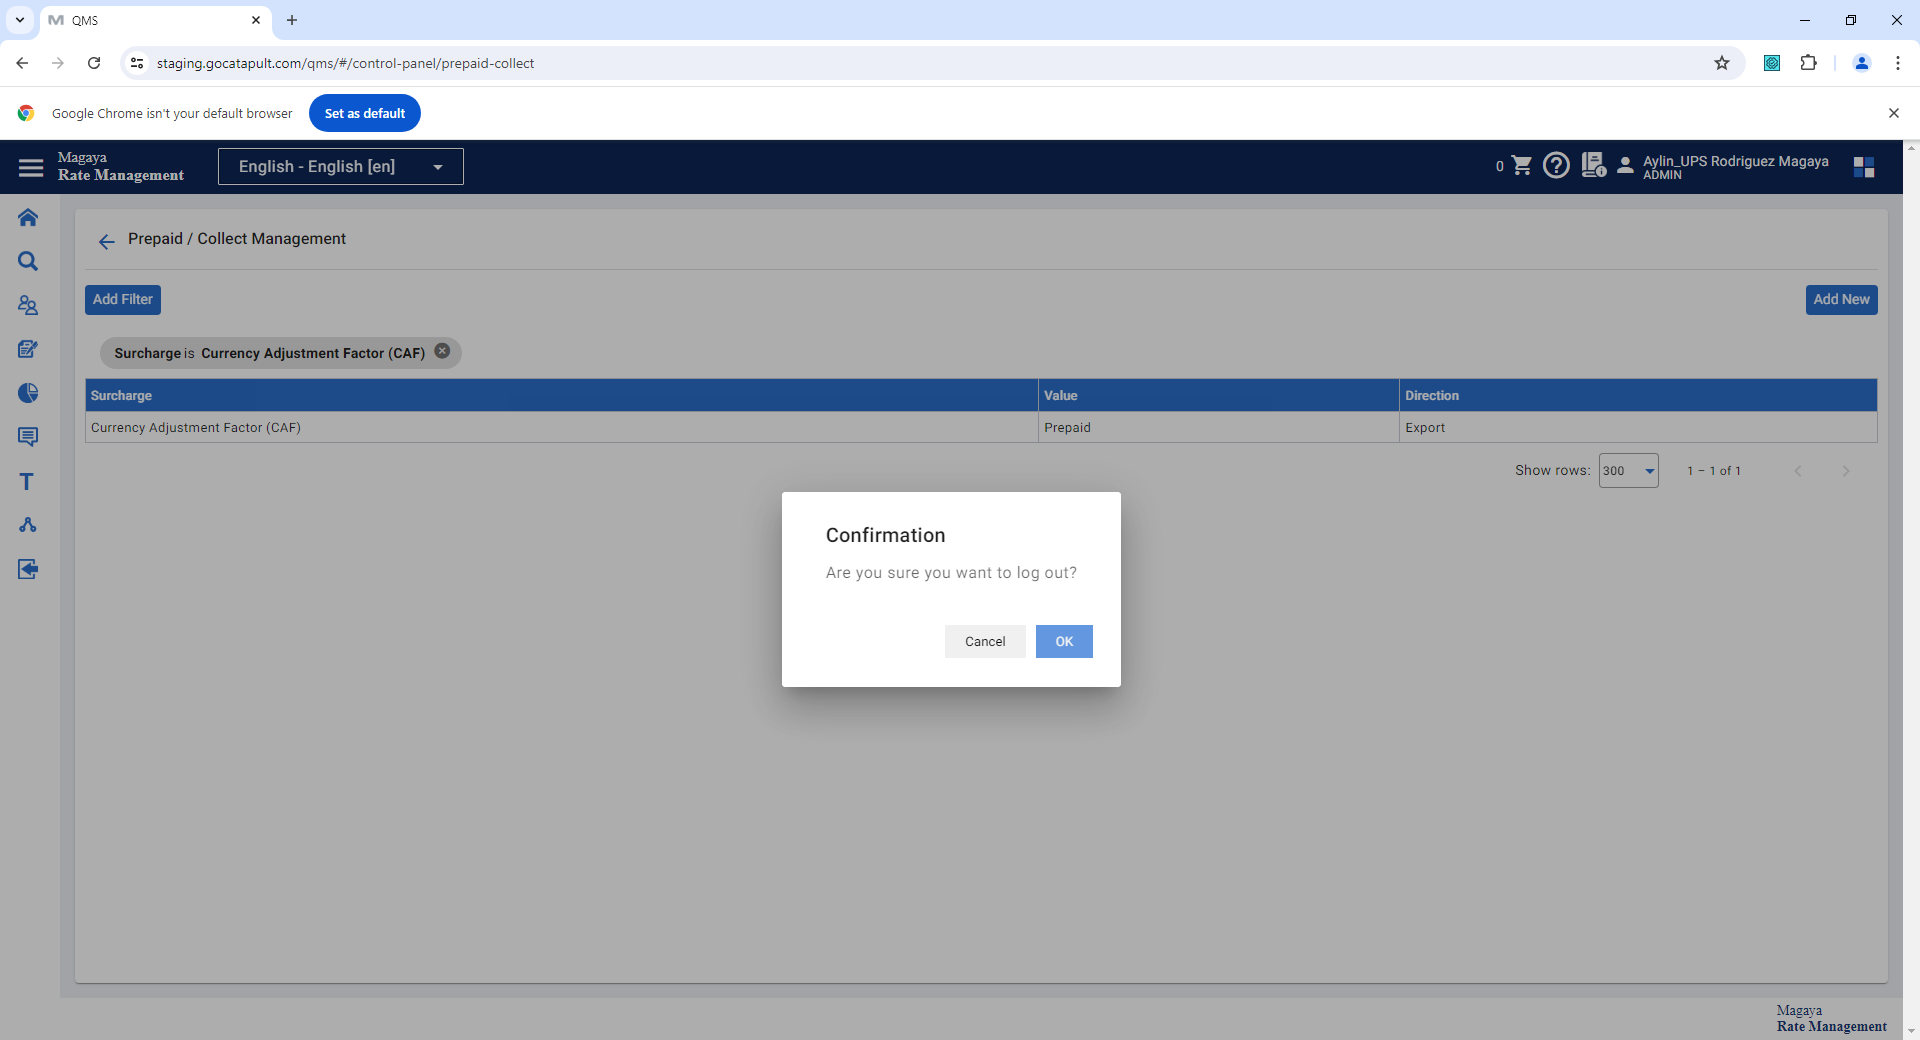 QMS
staging.gocatapult.com/qms/#/control-panel/prepaid-collect
Google Chrome isn't your default browser
Set as default
Magaya
Rate Management
English - English [en]
0
Aylin_UPS Rodriguez Magaya
ADMIN
Prepaid / Collect Management
Add Filter
Add New
Surcharge is Currency Adjustment Factor (CAF)
Surcharge Value Direction
Currency Adjustment Factor (CAF) Prepaid Export
Show rows: 300 1 – 1 of 1
Confirmation
Are you sure you want to log out?
Cancel OK
Magaya
Rate Management